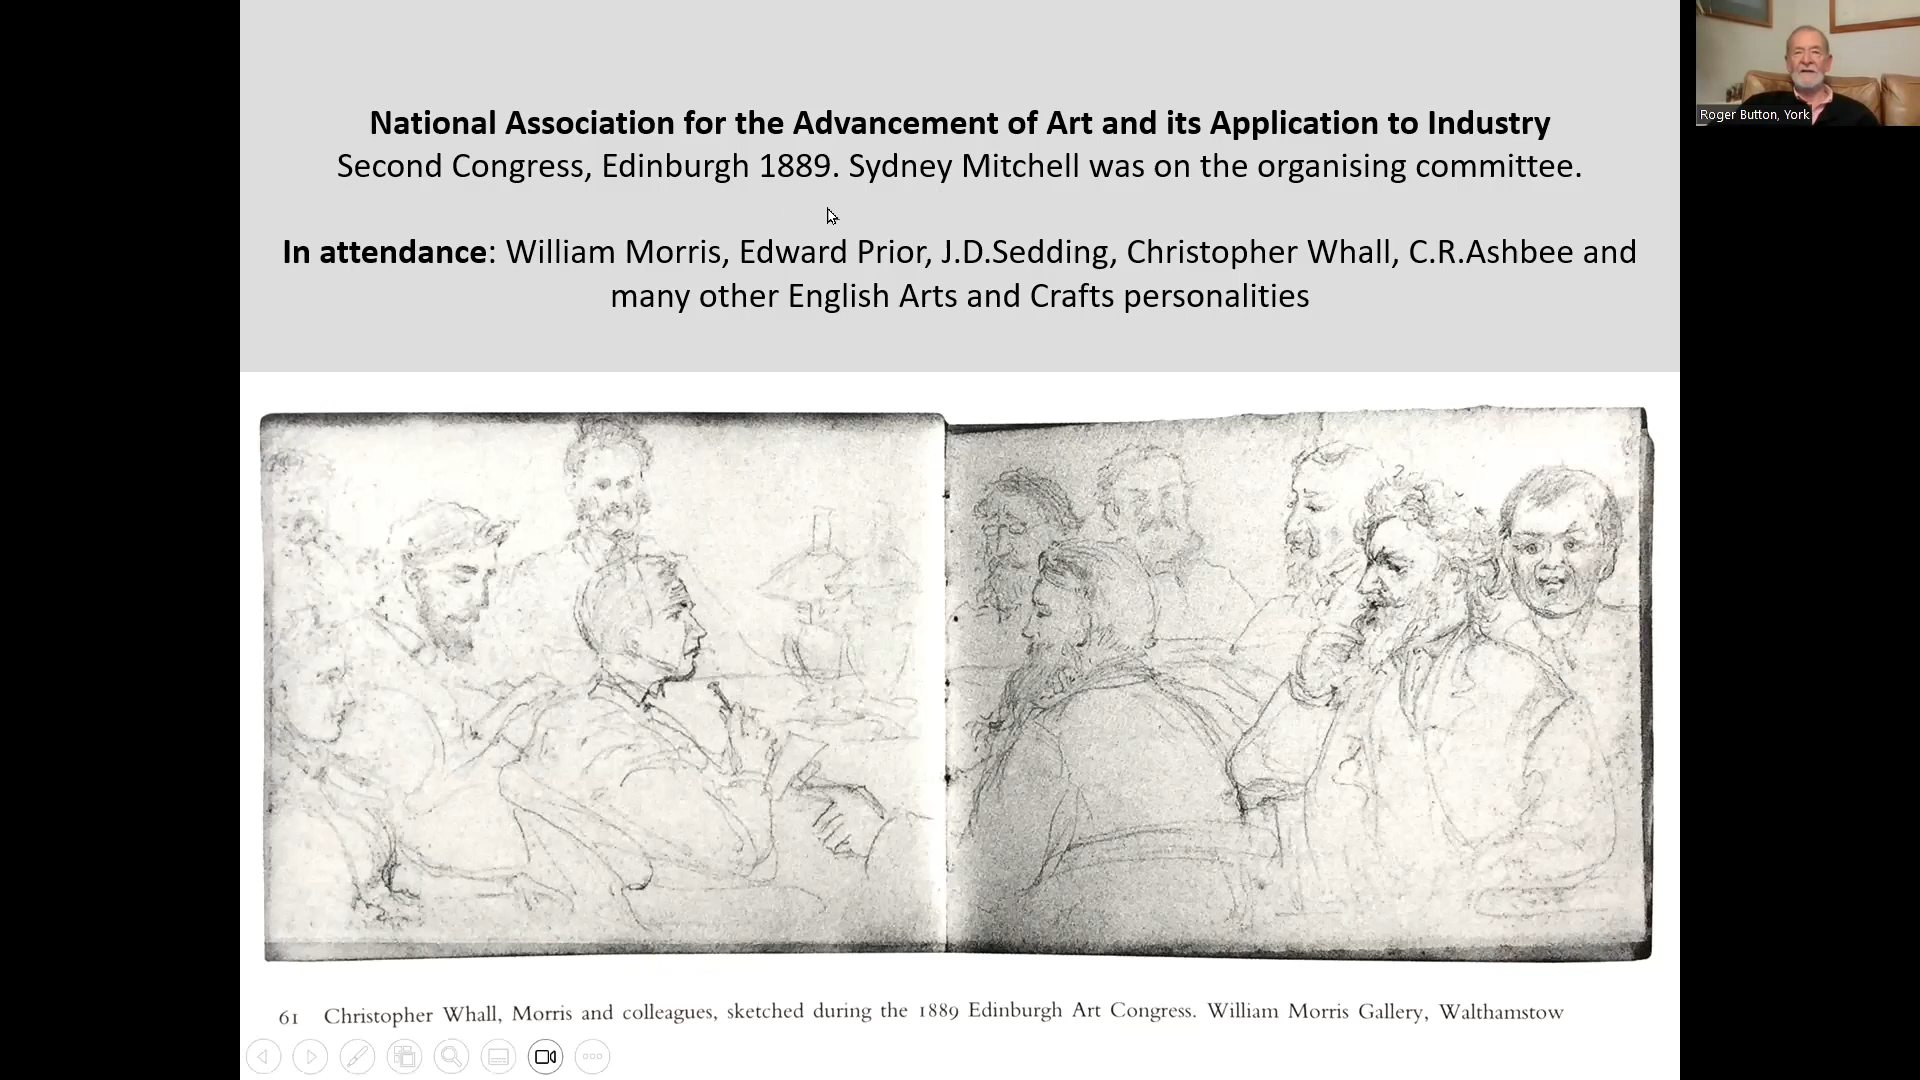 National Association for the Advancement of Art and its Application to Industry
Second Congress, Edinburgh 1889. Sydney Mitchell was on the organising committee.
In attendance: William Morris, Edward Prior, J.D.Sedding, Christopher Whall, C.R.Ashbee and
many other English Arts and Crafts personalities
61 Christopher Whall, Morris and colleagues, sketched during the 1889 Edinburgh Art Congress. William Morris Gallery, Walthamstow
Roger Button, York